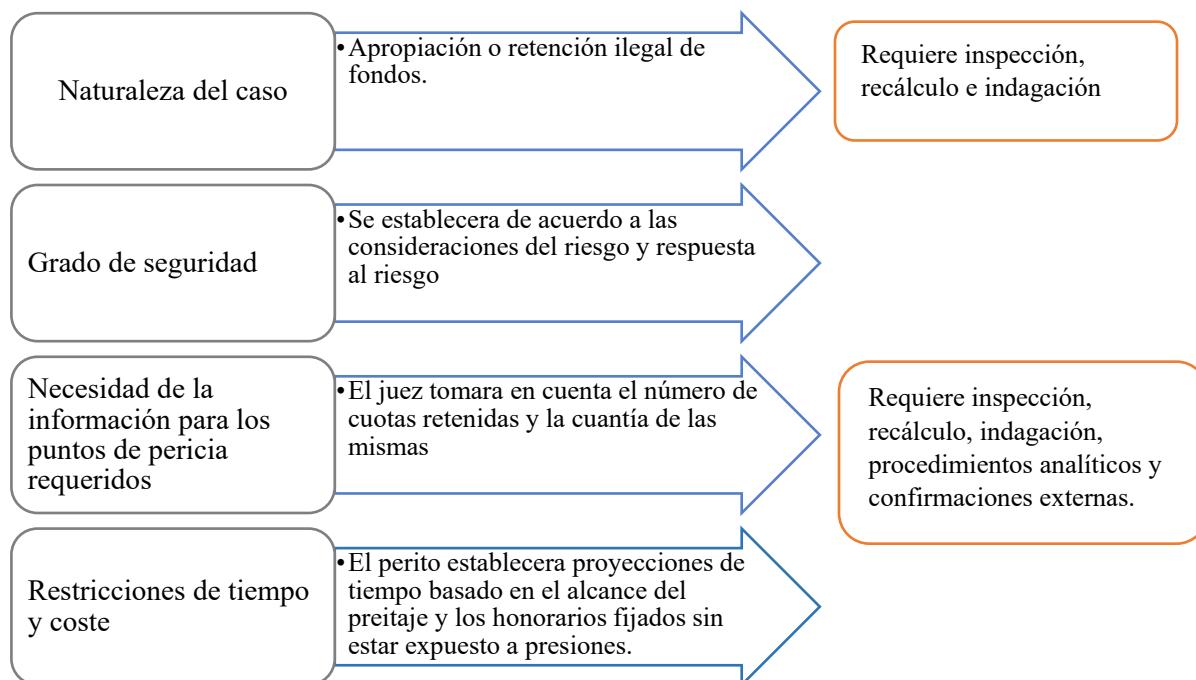 Naturaleza del caso
•Apropiación o retención ilegal de
fondos.
Requiere inspección,
recálculo e indagación
Grado de seguridad
•Se establecera de acuerdo a las
consideraciones del riesgo y respuesta
al riesgo
Necesidad de la
información para los
puntos de pericia
requeridos
•El juez tomara en cuenta el número de
cuotas retenidas y la cuantía de las
mismas
Requiere inspección,
recálculo, indagación,
procedimientos analíticos y
confirmaciones externas.
Restricciones de tiempo
y coste
•El perito establecera proyecciones de
tiempo basado en el alcance del
preitaje y los honorarios fijados sin
estar expuesto a presiones.